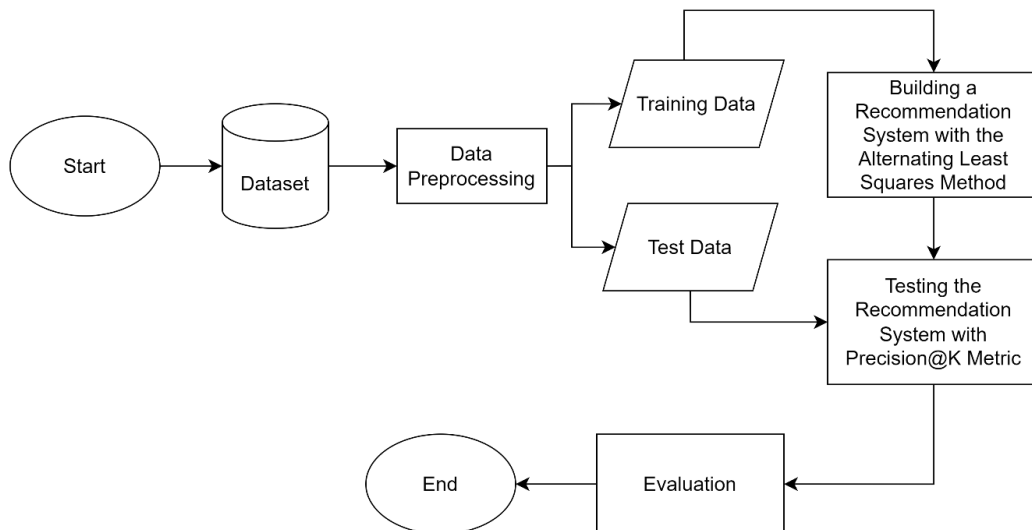 Start
Dataset
Data
Preprocessing
Training Data
Test Data
Building a
Recommendation
System with the
Alternating Least
Squares Method
Testing the
Recommendation
System with
Precision@K Metric
Evaluation
End